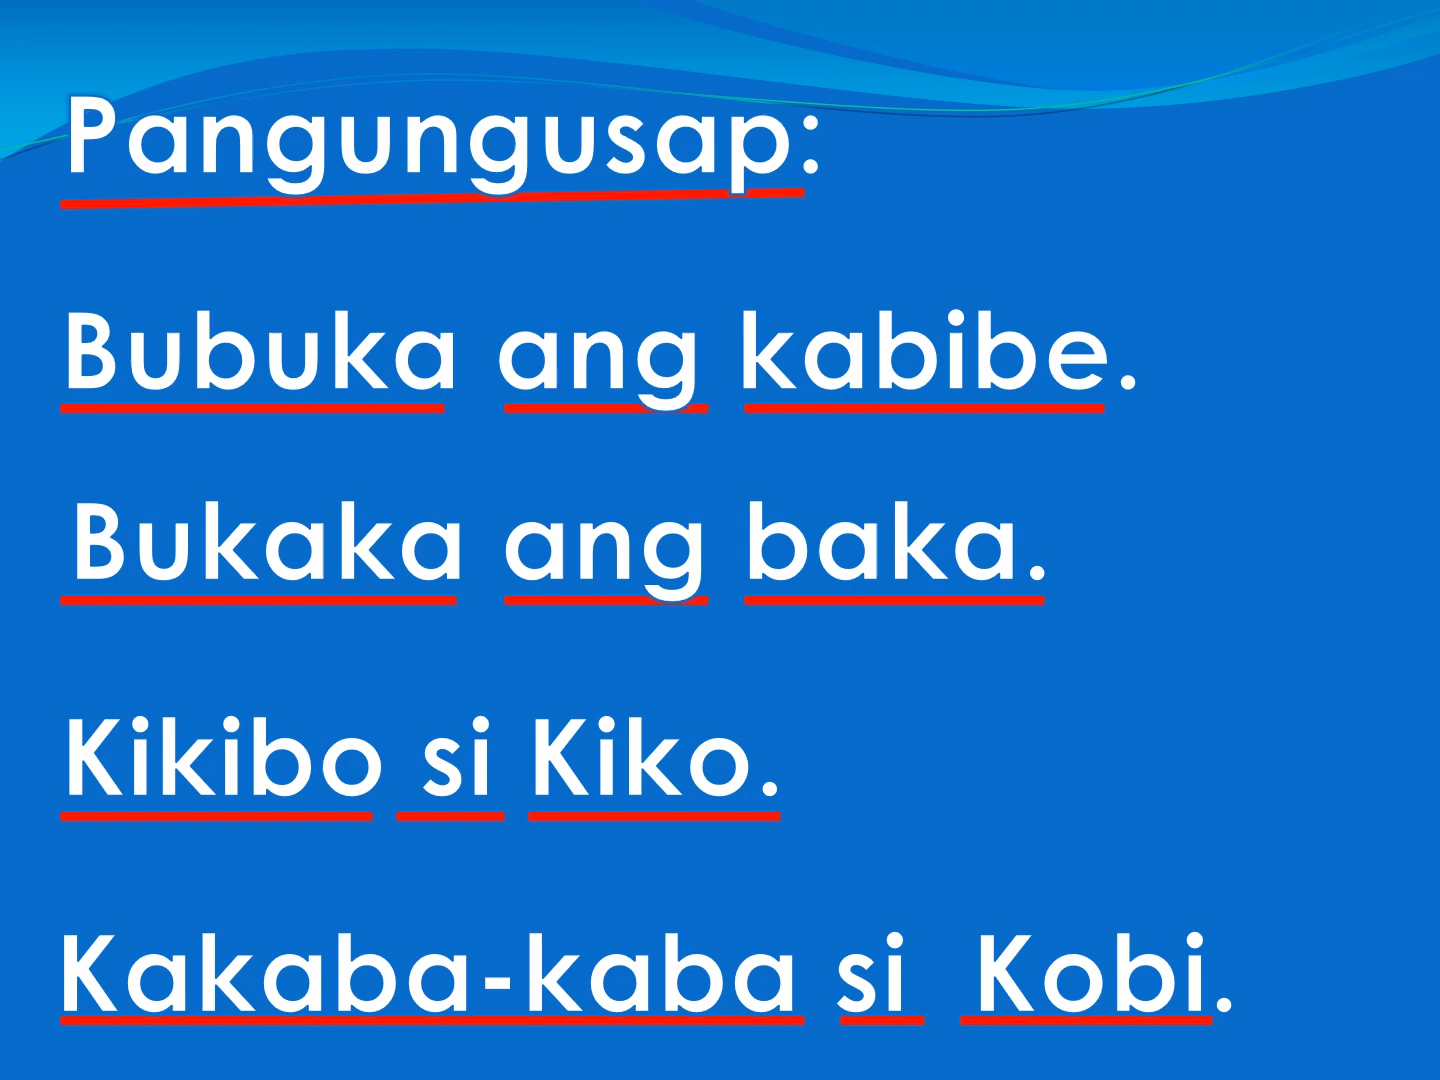 Pangungusap:
Bubuka ang kabibe.
Bukaka ang baka.
Kikibo si Kiko.
Kakaba-kaba si Kobi.